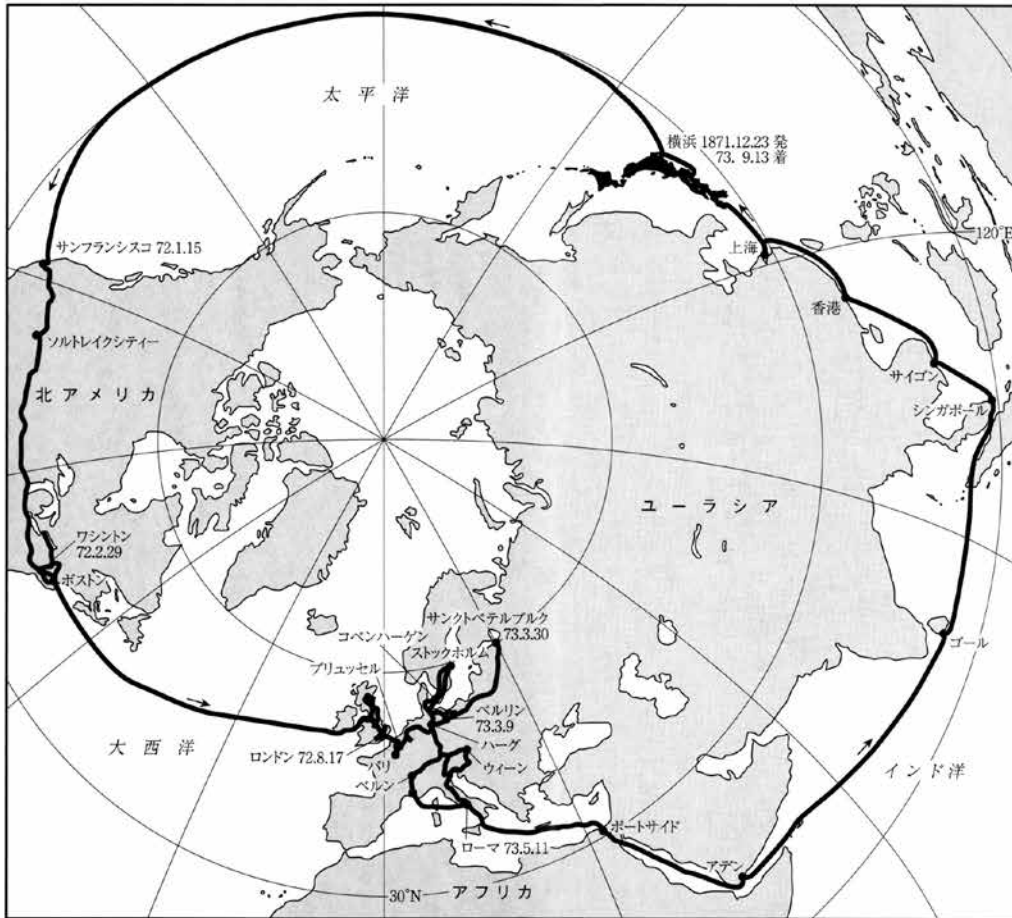 太平洋
横浜 1871.12.23 発
73. 9.13 着
サンフランシスコ 72.1.15
120°E
上海
香港
ソルトレイクシティー
北アメリカ
サイゴン
シンガポール
ユーラシア
ワシントン
72.2.29
ボストン
サンクトペテルブルク
73.3.30
コペンハーゲン
ストックホルム
ブリュッセル
ゴール
ベルリン
73.3.9
ハーグ
ウィーン
大西洋
ロンドン 72.8.17
パリ
ベルン
インド洋
ポートサイド
ローマ 73.5.11
アデン
30°N
アフリカ